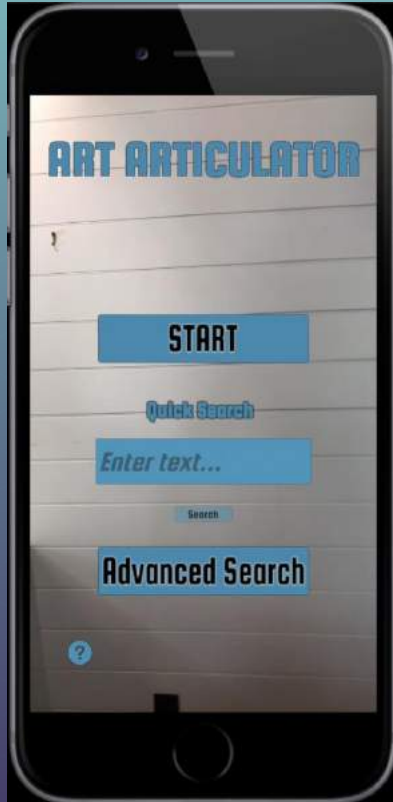 ART ARTICULATOR
START
Quick Search
Enter text...
Search
Advanced Search
?